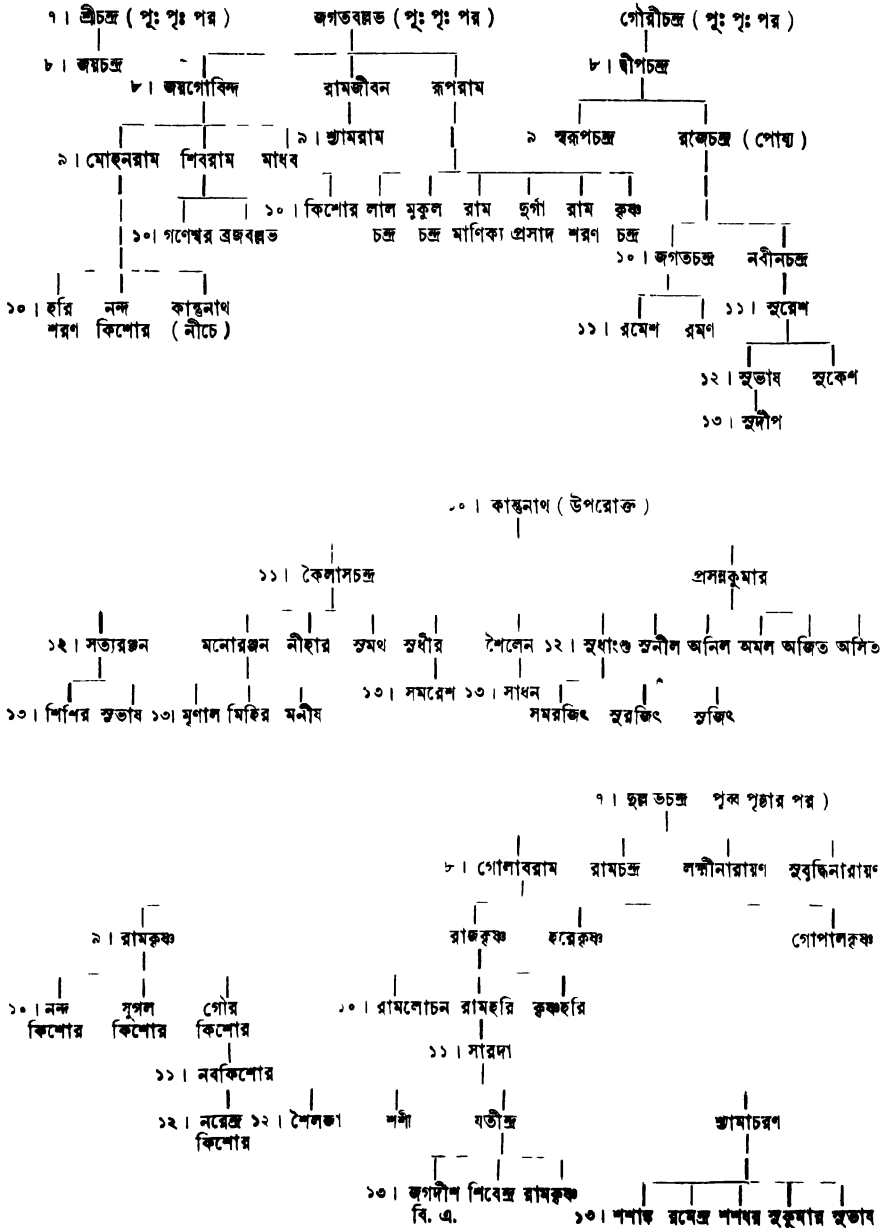 ৭। শ্রীচন্দ্র ( পূঃ পৃঃ পর ) জগতবল্লভ ( পূঃ পৃঃ পর ) গৌরীচন্দ্র ( পূঃ পৃঃ পর )
৮। জয়চন্দ্র ৮। দ্বীপচন্দ্র
৮। জয়গোবিন্দ রামজীবন রূপরাম
৯। মোহনরাম শিবরাম মাধব ৯। শ্যামরাম ৯ স্বরূপচন্দ্র রাজেচন্দ্র ( পোষ্য )
১০। কিশোর লাল মুকুল রাম দুর্গা রাম কৃষ্ণ
১০। গণেশ্বর ব্রজবল্লভ চন্দ্র চন্দ্র মাণিক্য প্রসাদ শরণ চন্দ্র
১০। জগতচন্দ্র নবীনচন্দ্র
১০। হরি নন্দ কান্তুনাথ ১১। সুরেশ
শরণ কিশোর ( নীচে ) ১১। রমেশ রমণ
১২। সুভাষ সুকেশ
১৩। সুদীপ
১০। কান্তুনাথ ( উপরোক্ত )
১১। কৈলাসচন্দ্র প্রসন্নকুমার
১২। সত্যরঞ্জন মনোরঞ্জন নীহার সুমথ সুধীর শৈলেন ১২। সুধাংশু সুনীল অনিল অমল অজিত অসিত
১৩। শিশির সুভাষ ১৩। মৃণাল মিহির মনীষ ১৩। সমরেশ ১৩। সাধন সমরজিৎ সুরজিৎ সুজিৎ
৭। দুল্লভচন্দ্র পূর্ব্ব পৃষ্ঠার পর )
৮। গোলাবরাম রামচন্দ্র লক্ষ্মীনারায়ণ সুবুদ্ধিনারায়ণ
৯। রামকৃষ্ণ রাজকৃষ্ণ হরেকৃষ্ণ গোপালকৃষ্ণ
১০। নন্দ যুগল গৌর ১০। রামলোচন রামহরি কৃষ্ণহরি
কিশোর কিশোর কিশোর
১১। নবকিশোর ১১। সারদা
১২। নরেন্দ্র ১২। শৈলজা শশী যতীন্দ্র শ্যামাচরণ
কিশোর
১৩। জগদীশ শিবেন্দ্র রামকৃষ্ণ
বি. এ. ১৩। শশাঙ্ক রমেন্দ্র শশধর সুকুমার সুভাষ